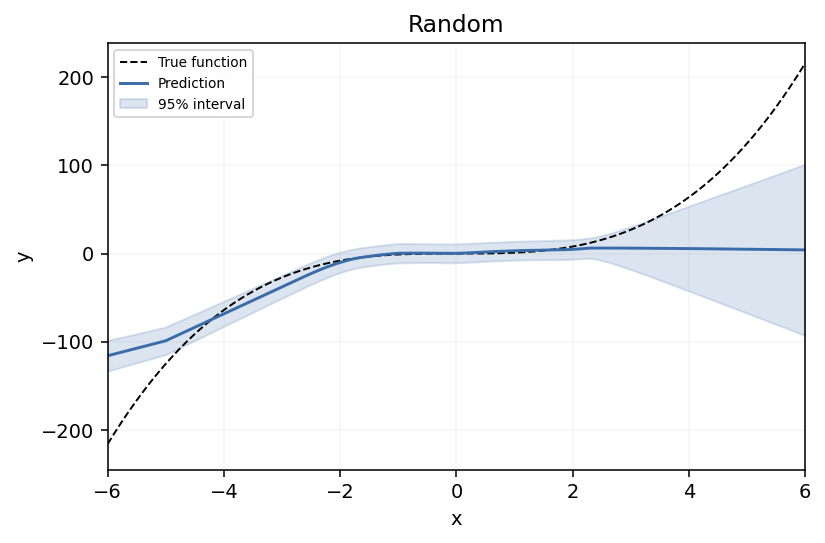 Random
True function
Prediction
95% interval
200
100
0
−100
−200
y
−6
−4
−2
0
2
4
6
x